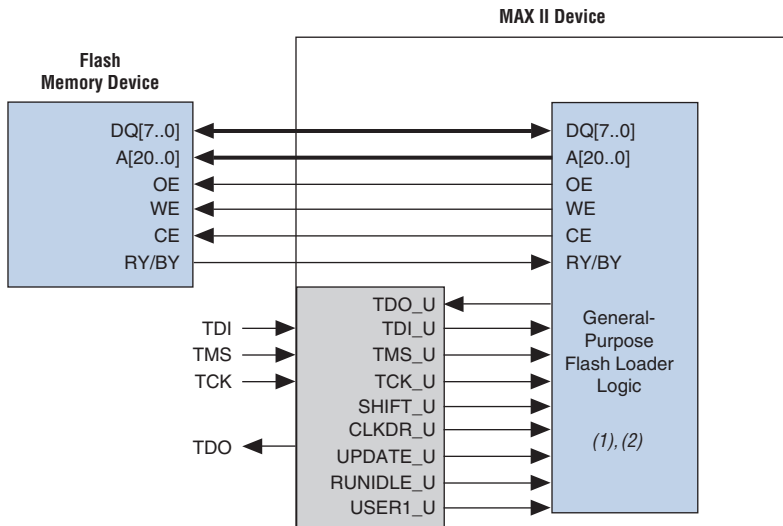 MAX II Device
Flash
Memory Device
DQ[7..0]
A[20..0]
OE
WE
CE
RY/BY
DQ[7..0]
A[20..0]
OE
WE
CE
RY/BY
TDI
TMS
TCK
TDO
TDO_U
TDI_U
TMS_U
TCK_U
SHIFT_U
CLKDR_U
UPDATE_U
RUNIDLE_U
USER1_U
General-
Purpose
Flash Loader
Logic
(1), (2)